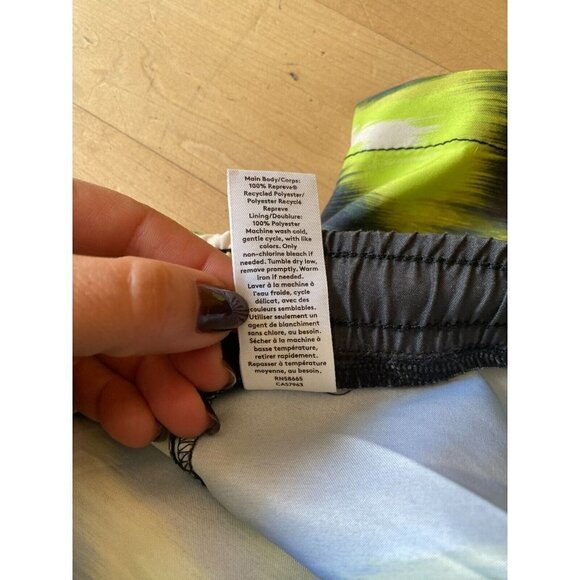 Main Body/Corps:
100% Repreve®
Recycled Polyester/
Polyester Recyclé
Repreve
Lining/Doublure:
100% Polyester
Machine wash cold,
gentle cycle, with like
colors. Only
non-chlorine bleach if
needed. Tumble dry low,
remove promptly. Warm
iron if needed.
Laver à la machine à
l'eau froide, cycle
délicat, avec des
couleurs semblables.
Utiliser seulement un
agent de blanchiment
sans chlore, au besoin.
Sécher à la machine à
basse température,
retirer rapidement.
Repasser à température
moyenne, au besoin.
RN58665
CA57963